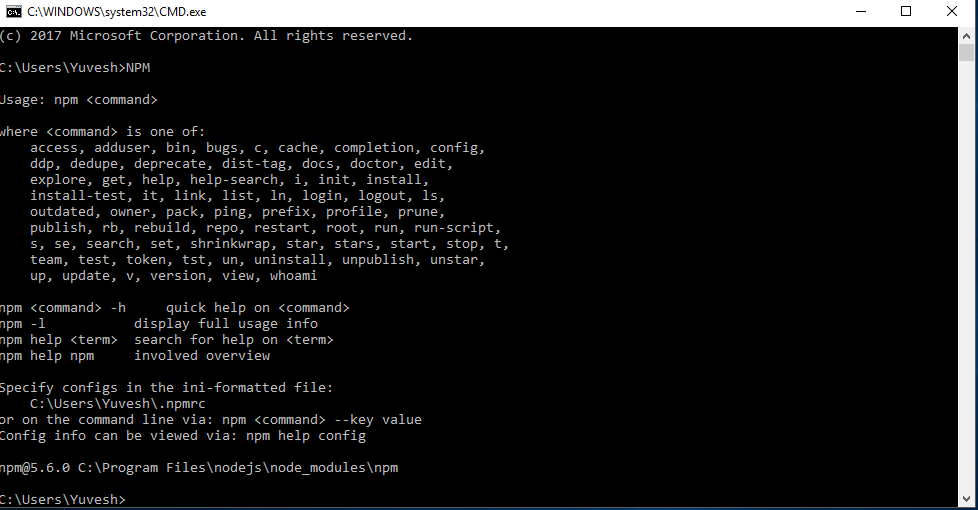 C:\WINDOWS\system32\CMD.exe
(c) 2017 Microsoft Corporation. All rights reserved.
C:\Users\Yuvesh>NPM
Usage: npm <command>
where <command> is one of:
access, adduser, bin, bugs, c, cache, completion, config,
ddp, dedupe, deprecate, dist-tag, docs, doctor, edit,
explore, get, help, help-search, i, init, install,
install-test, it, link, list, ln, login, logout, ls,
outdated, owner, pack, ping, prefix, profile, prune,
publish, rb, rebuild, repo, restart, root, run, run-script,
s, se, search, set, shrinkwrap, star, stars, start, stop, t,
team, test, token, tst, un, uninstall, unpublish, unstar,
up, update, v, version, view, whoami
npm <command> -h     quick help on <command>
npm -l           display full usage info
npm help <term>  search for help on <term>
npm help npm     involved overview
Specify configs in the ini-formatted file:
C:\Users\Yuvesh\.npmrc
or on the command line via: npm <command> --key value
Config info can be viewed via: npm help config
npm@5.6.0 C:\Program Files\nodejs\node_modules\npm
C:\Users\Yuvesh>